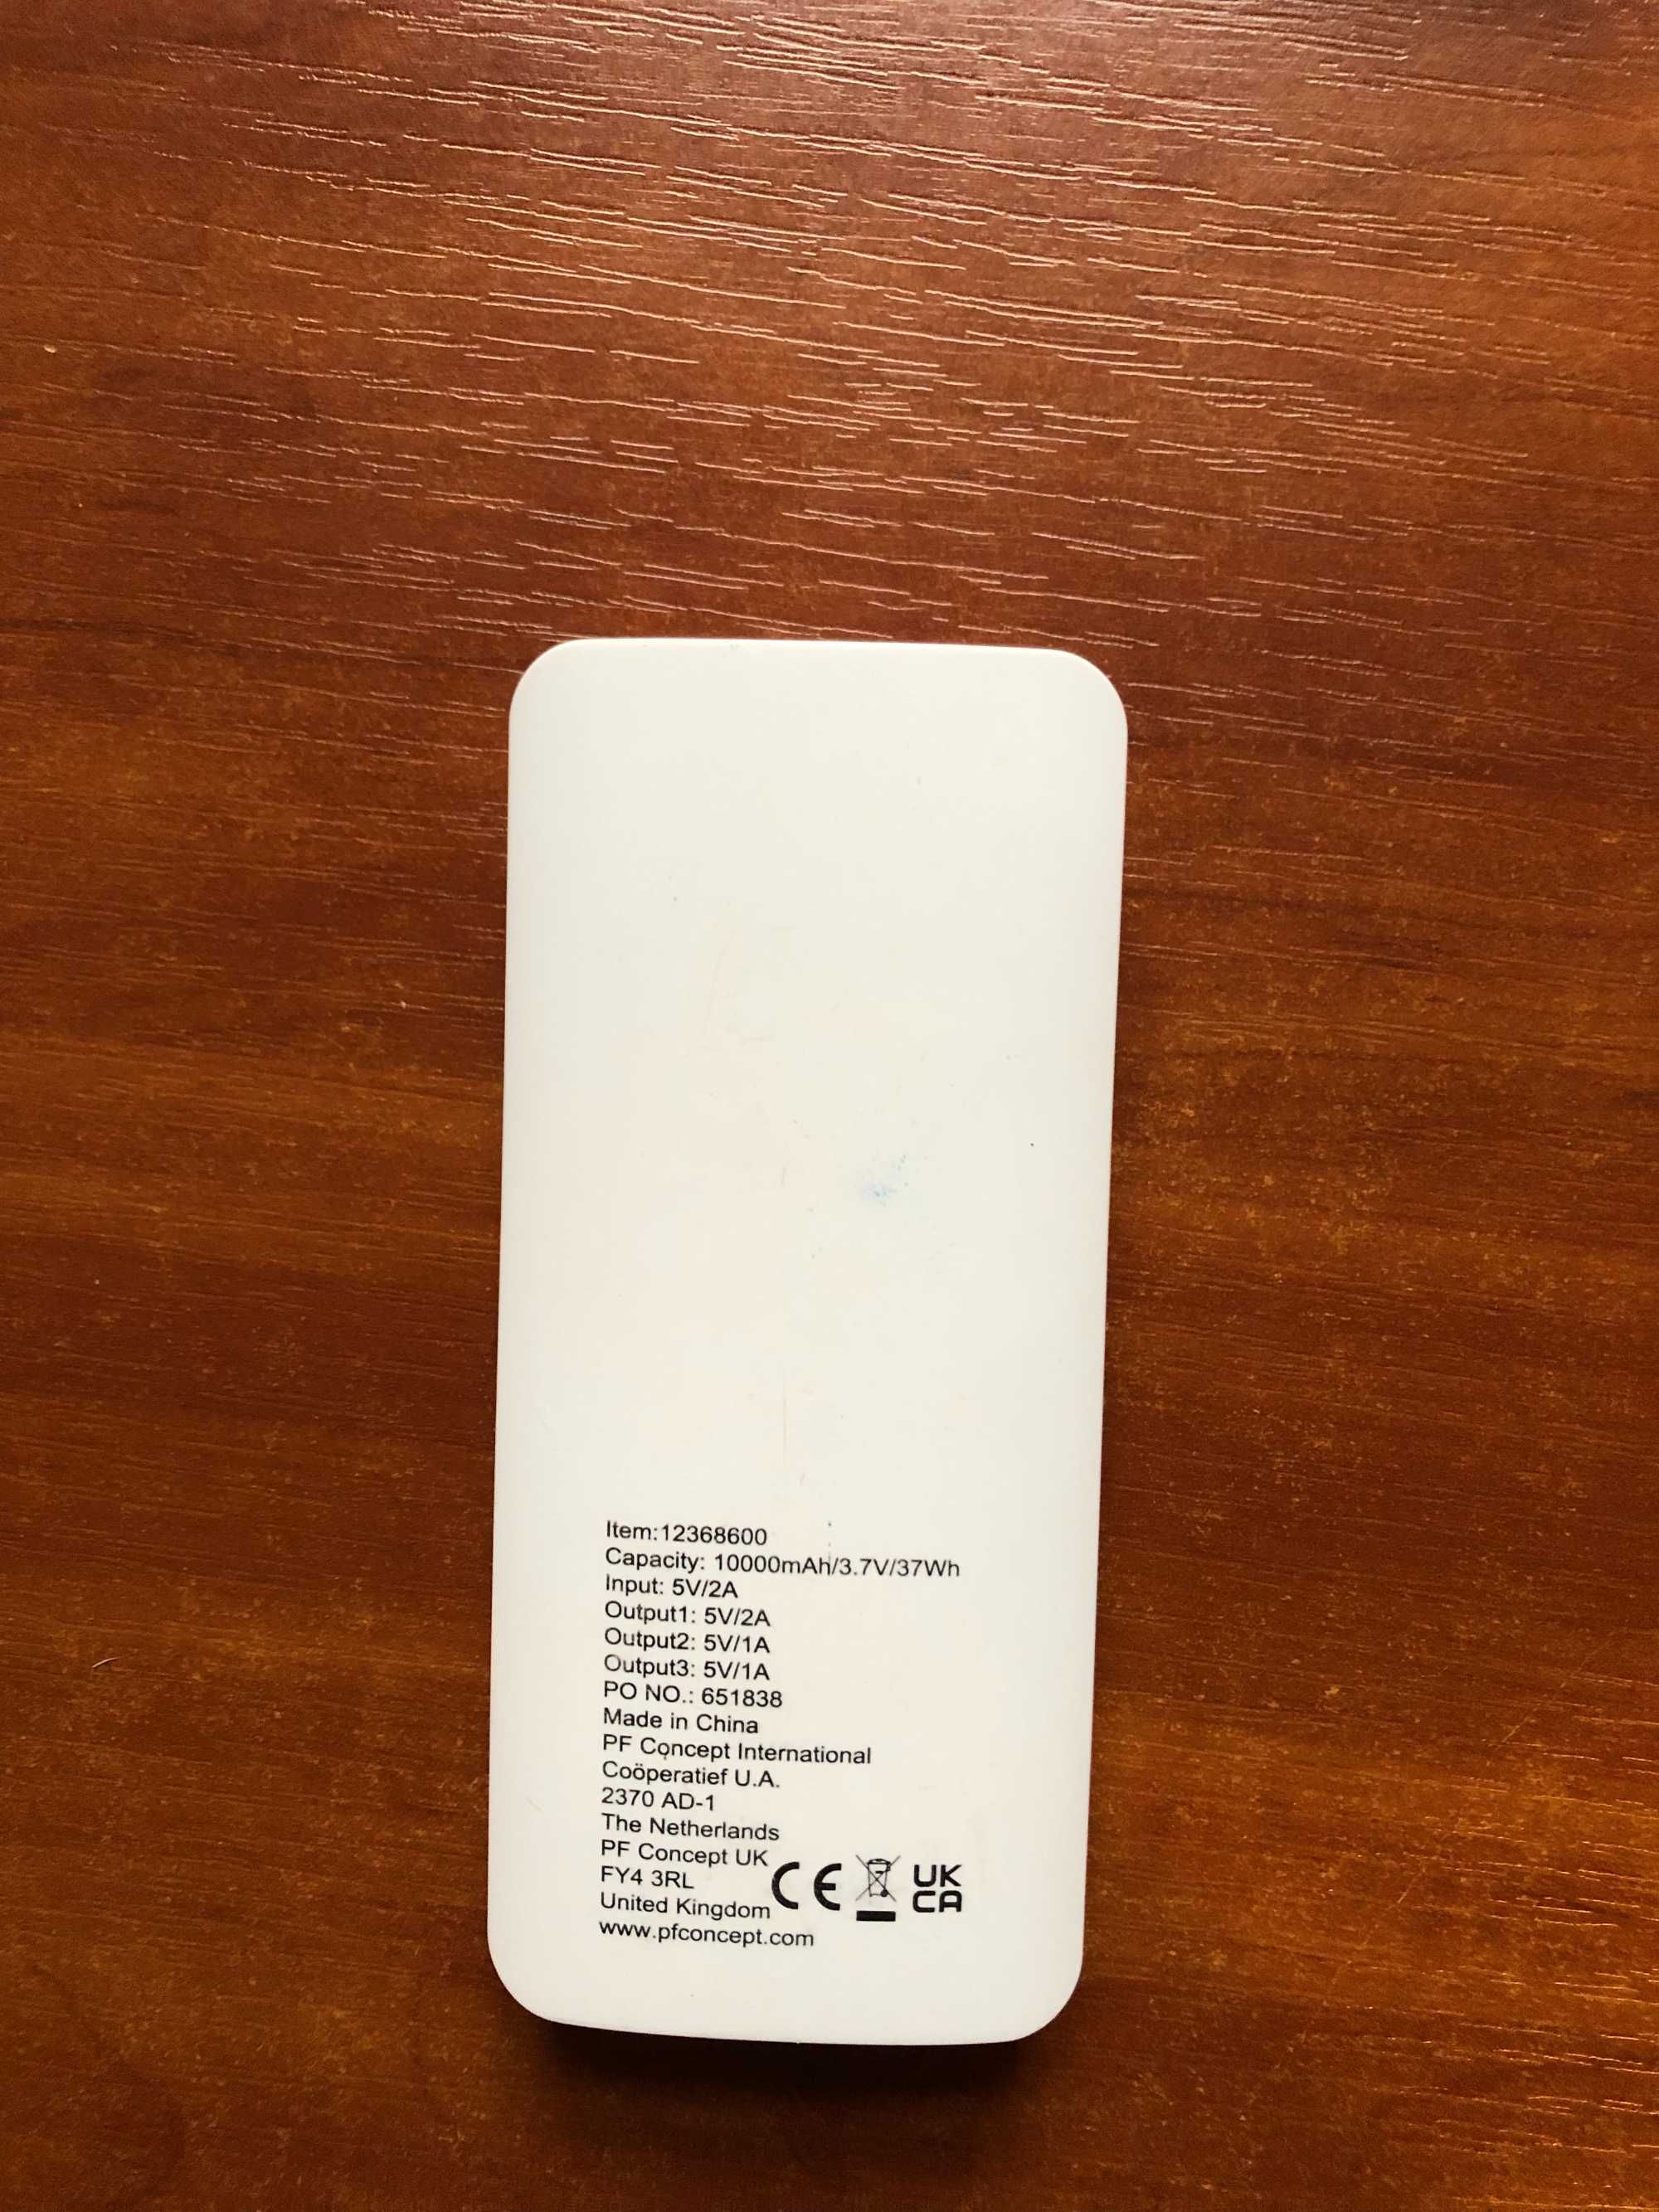 Item:12368600
Capacity: 10000mAh/3.7V/37Wh
Input: 5V/2A
Output1: 5V/2A
Output2: 5V/1A
Output3: 5V/1A
PO NO.: 651838
Made in China
PF Concept International
Coöperatief U.A.
2370 AD-1
The Netherlands
PF Concept UK
FY4 3RL
United Kingdom
www.pfconcept.com
CE
UK
CA